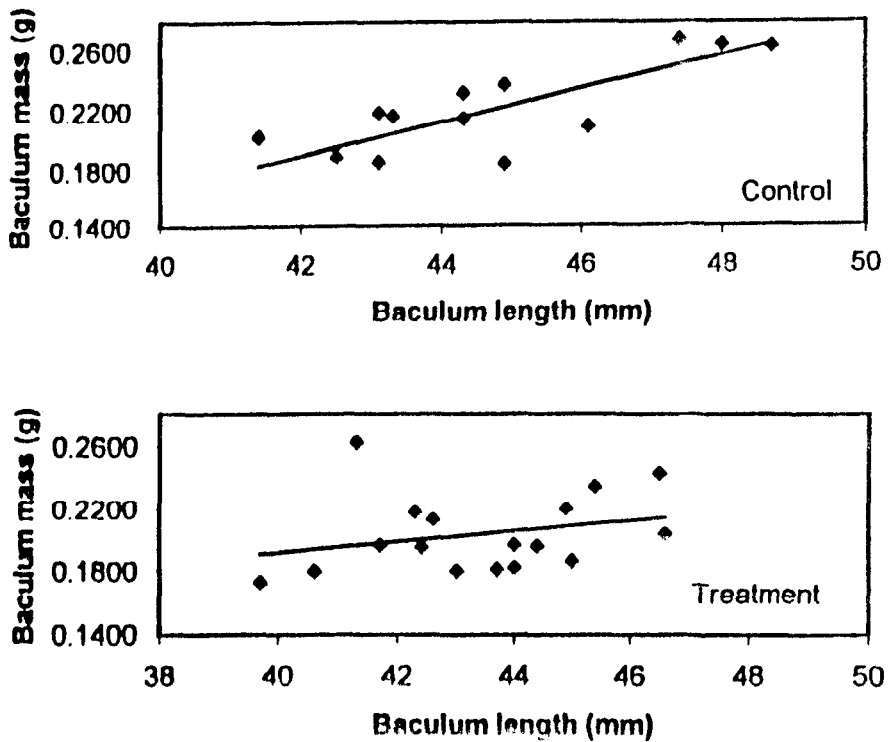 Baculum mass (g)
0.2600
0.2200
0.1800
0.1400
Control
40 42 44 46 48 50
Baculum length (mm)
Baculum mass (g)
0.2600
0.2200
0.1800
0.1400
Treatment
38 40 42 44 46 48 50
Baculum length (mm)